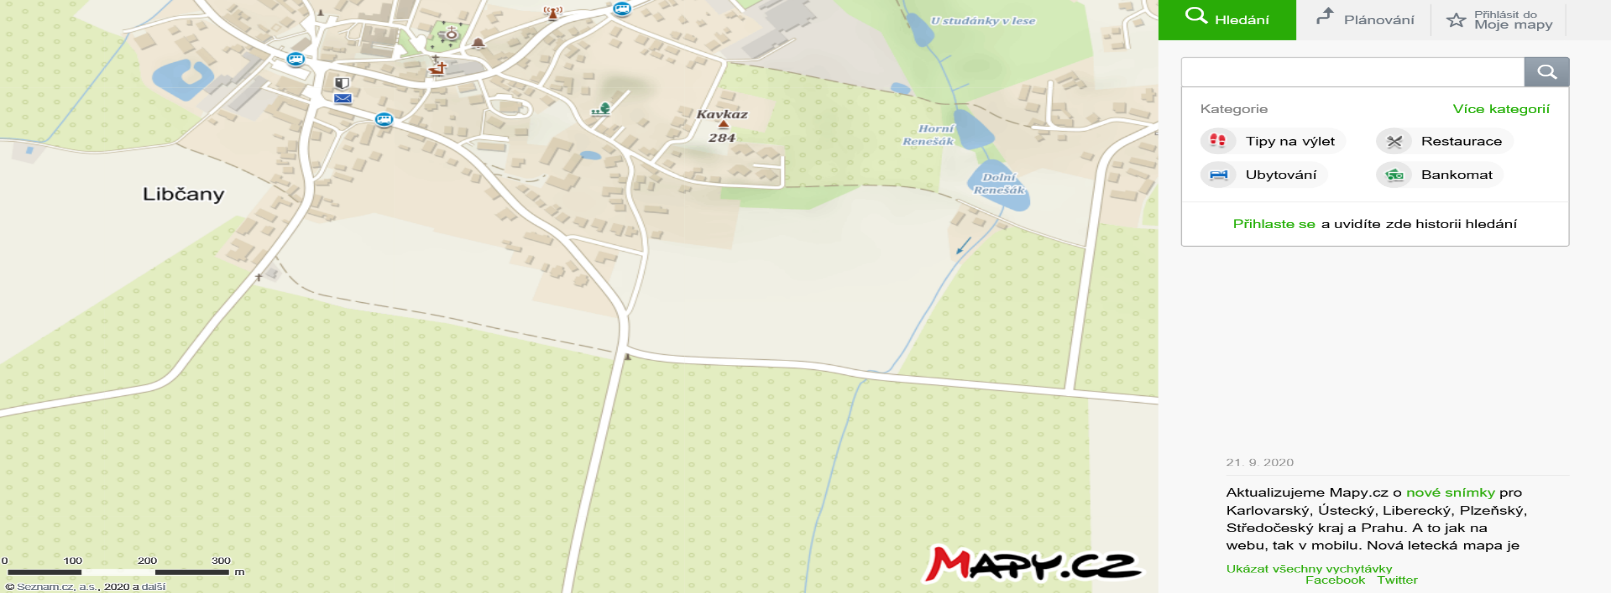 U studánky v lese
Kavkaz
284
Horní
Renešák
Dolní
Renešák
Libčany
0 100 200 300
m
© Seznam.cz, a.s., 2020 a další
MAPY.CZ
Hledání
Plánování
Přihlásit do
Moje mapy
Kategorie
Více kategorií
Tipy na výlet
Restaurace
Ubytování
Bankomat
Přihlaste se a uvidíte zde historii hledání
21. 9. 2020
Aktualizujeme Mapy.cz o nové snímky pro
Karlovarský, Ústecký, Liberecký, Plzeňský,
Středočeský kraj a Prahu. A to jak na
webu, tak v mobilu. Nová letecká mapa je
Ukázat všechny vychytávky
Facebook Twitter